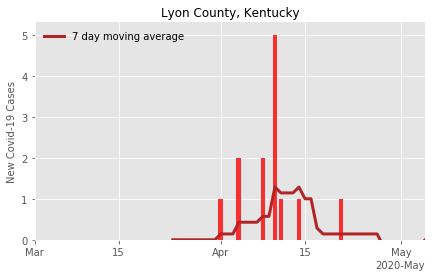 Lyon County, Kentucky
7 day moving average
New Covid-19 Cases
5
4
3
2
1
0
Mar 15 Apr 15 May
2020-May